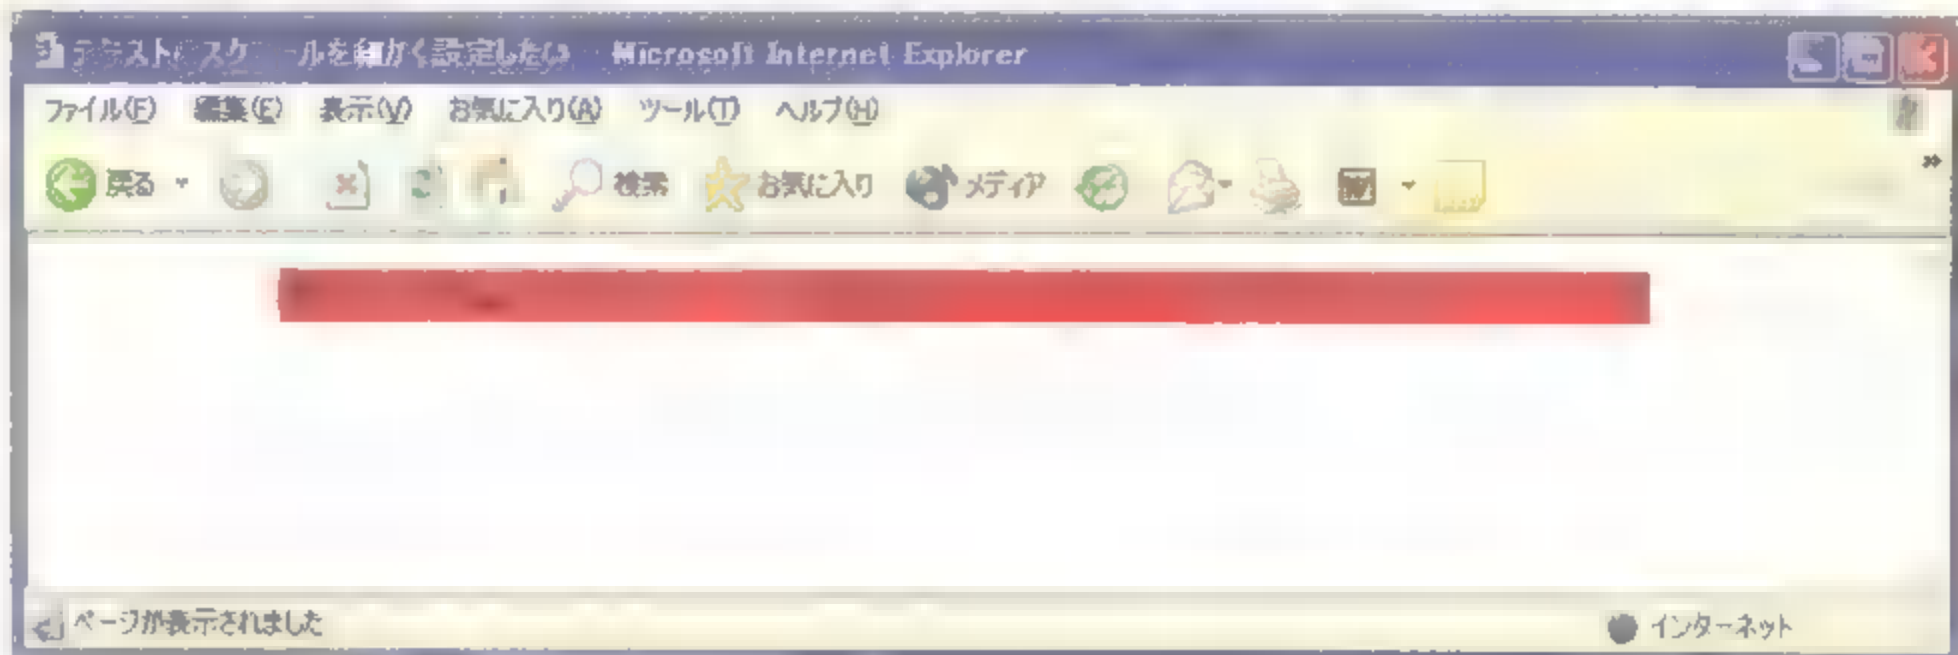 テキスト スクロールを細かく設定したい Microsoft Internet Explorer
ファイル(F) 編集(E) 表示(V) お気に入り(A) ツール(T) ヘルプ(H)
戻る 検索 お気に入り メディア »
ページが表示されました インターネット